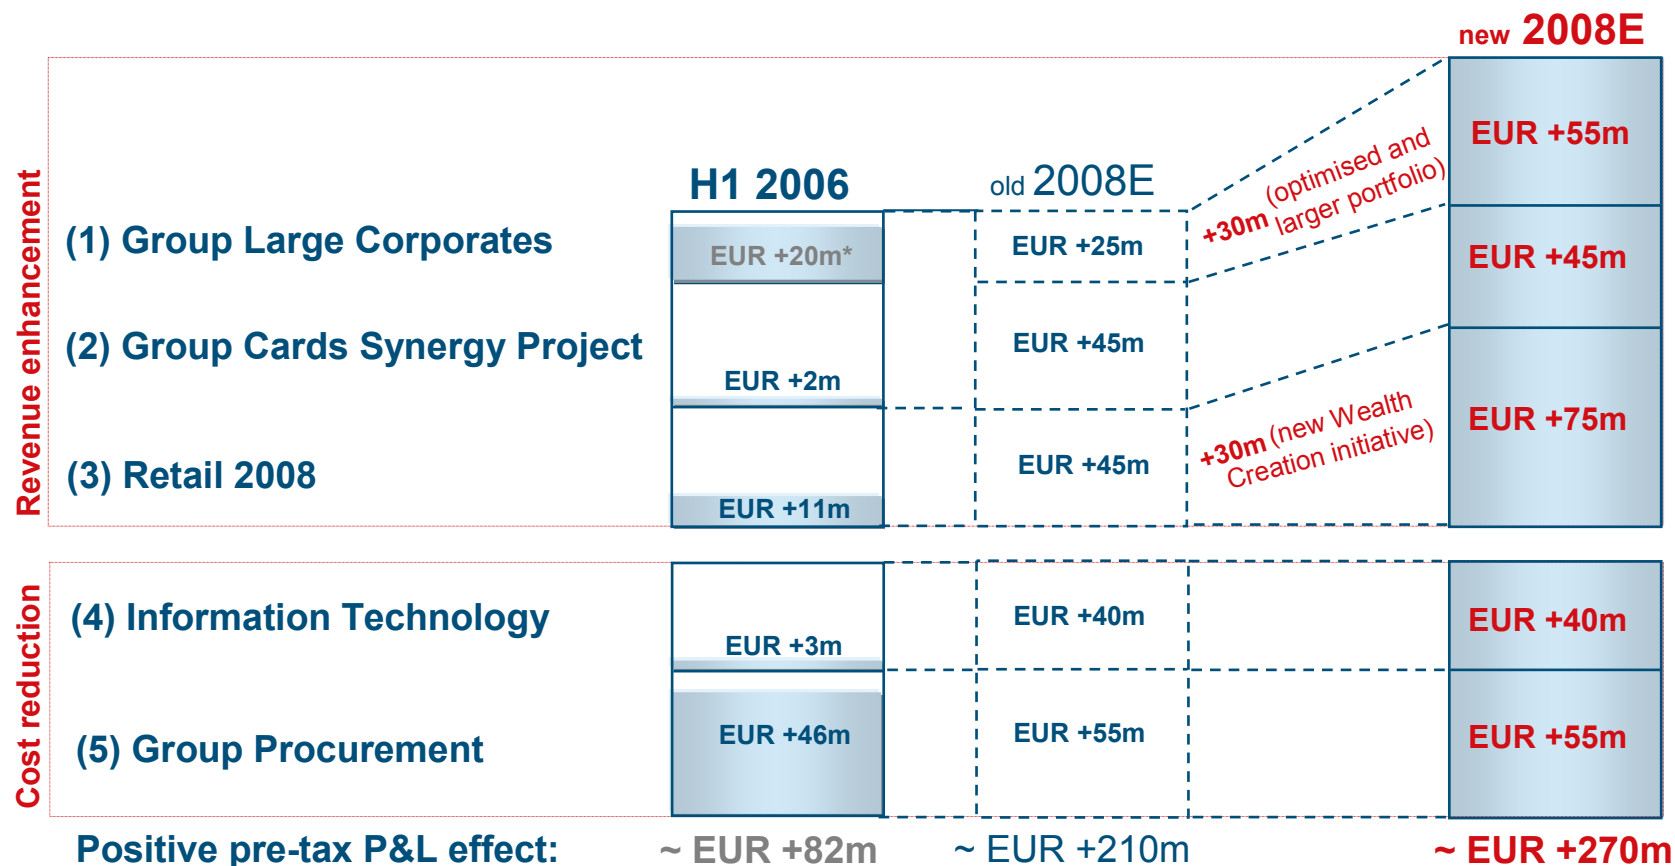 new 2008E
Revenue enhancement
H1 2006
old 2008E
(1) Group Large Corporates
EUR +20m*
EUR +25m
+30m (optimised and
larger portfolio)
EUR +55m
(2) Group Cards Synergy Project
EUR +2m
EUR +45m
EUR +45m
(3) Retail 2008
EUR +11m
EUR +45m
+30m (new Wealth
Creation initiative)
EUR +75m
Cost reduction
(4) Information Technology
EUR +3m
EUR +40m
EUR +40m
(5) Group Procurement
EUR +46m
EUR +55m
EUR +55m
Positive pre-tax P&L effect:
~ EUR +82m
~ EUR +210m
~ EUR +270m